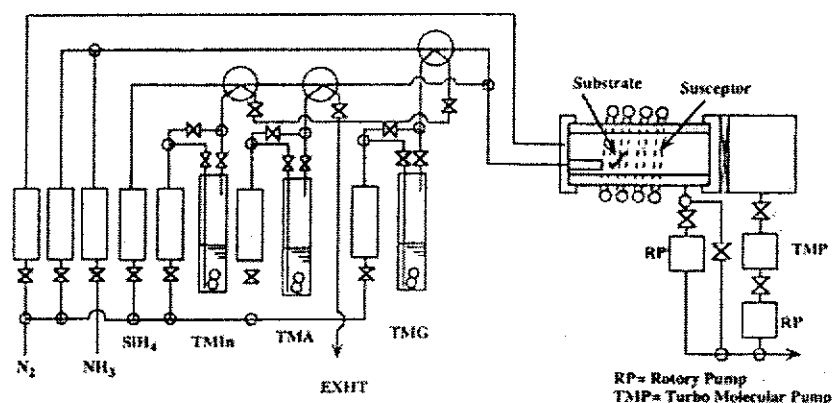 Substrate
Susceptor
RP
TMP
RP
SiH4
TMIn
TMA
TMG
N2
NH3
EXHT
RP= Rotory Pump
TMP= Turbo Molecular Pump